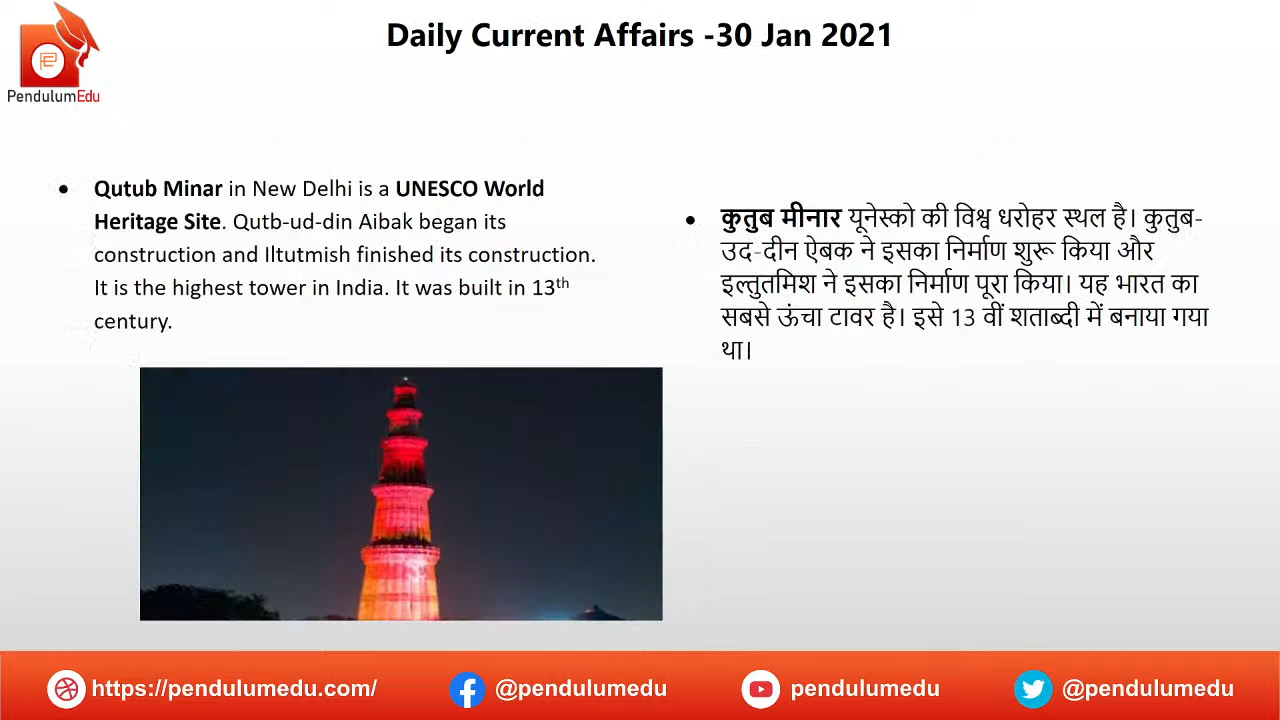 Daily Current Affairs -30 Jan 2021
PendulumEdu
• Qutub Minar in New Delhi is a UNESCO World
Heritage Site. Qutb-ud-din Aibak began its
construction and Iltutmish finished its construction.
It is the highest tower in India. It was built in 13th
century.
• कुतुब मीनार यूनेस्को की विश्व धरोहर स्थल है। कुतुब-
उद-दीन ऐबक ने इसका निर्माण शुरू किया और
इल्तुतमिश ने इसका निर्माण पूरा किया। यह भारत का
सबसे ऊंचा टावर है। इसे 13 वीं शताब्दी में बनाया गया
था।
https://pendulumedu.com/ @pendulumedu pendulumedu @pendulumedu